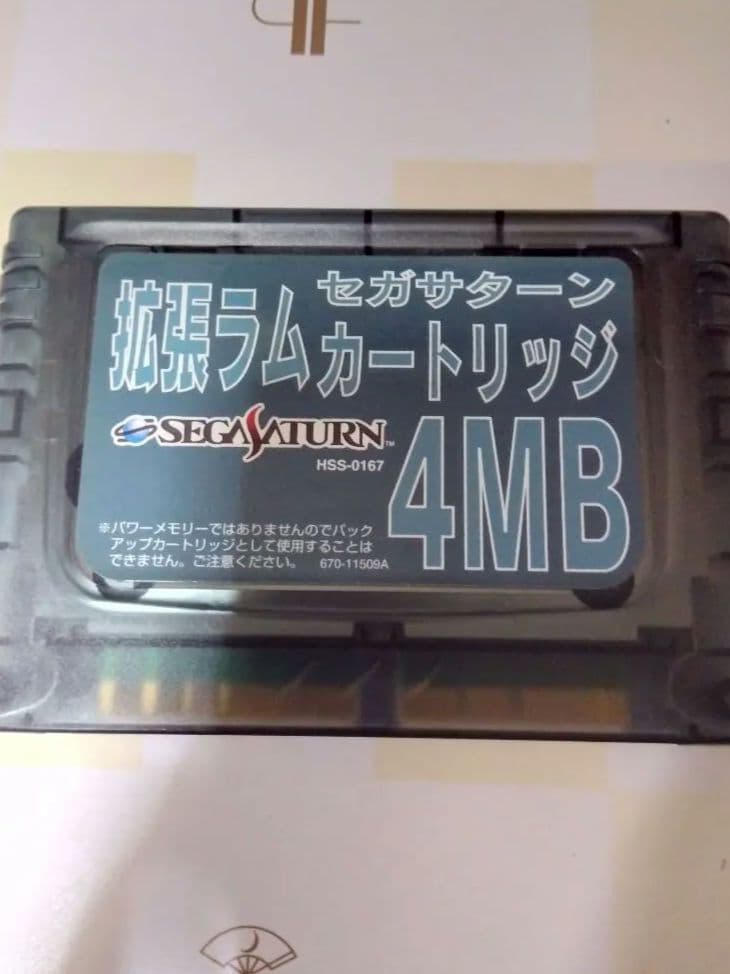 セガサターン
拡張ラムカートリッジ
SEGA SATURN™
HSS-0167
4MB
※パワーメモリーではありませんのでバック
アップカートリッジとして使用することは
できません。ご注意ください。 670-11509A